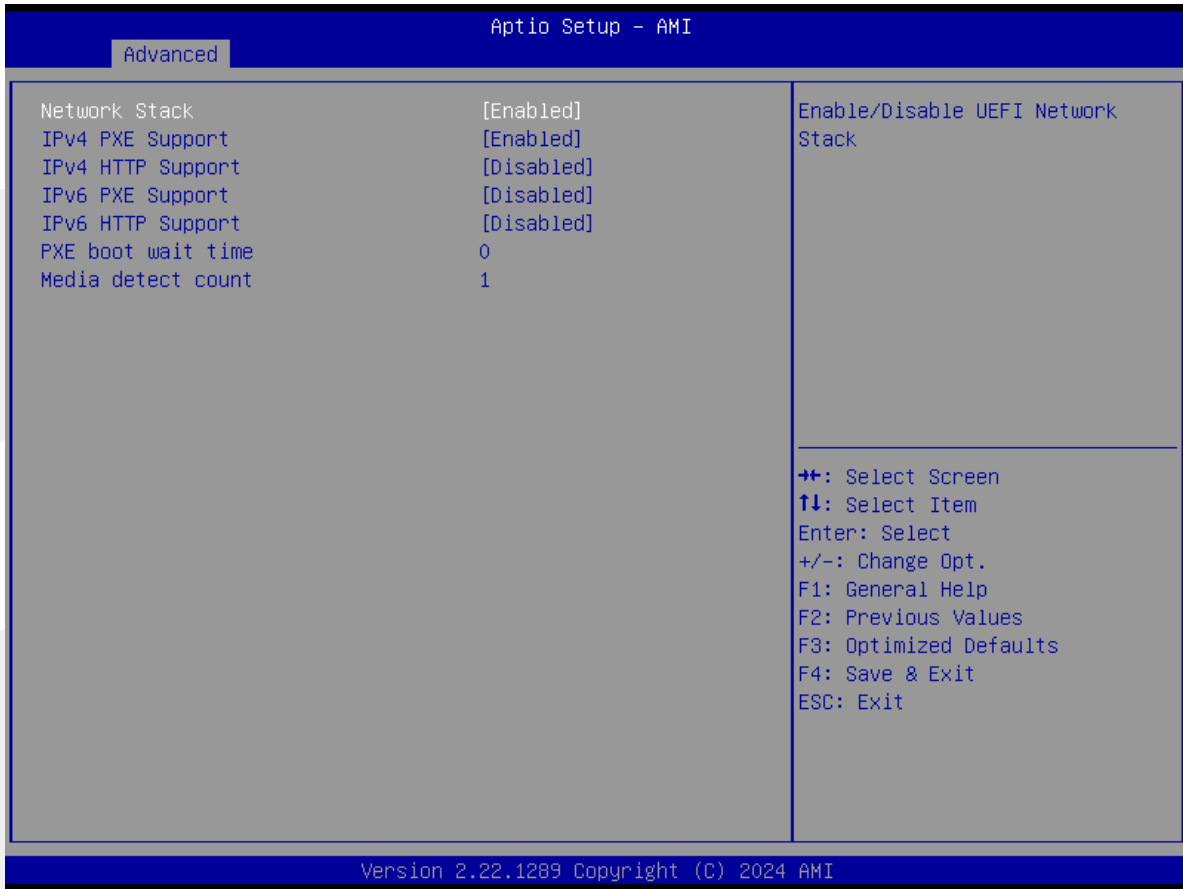 Aptio Setup – AMI
Advanced
Network Stack [Enabled]
IPv4 PXE Support [Enabled]
IPv4 HTTP Support [Disabled]
IPv6 PXE Support [Disabled]
IPv6 HTTP Support [Disabled]
PXE boot wait time 0
Media detect count 1
Enable/Disable UEFI Network
Stack
→←: Select Screen
↑↓: Select Item
Enter: Select
+/-: Change Opt.
F1: General Help
F2: Previous Values
F3: Optimized Defaults
F4: Save & Exit
ESC: Exit
Version 2.22.1289 Copyright (C) 2024 AMI